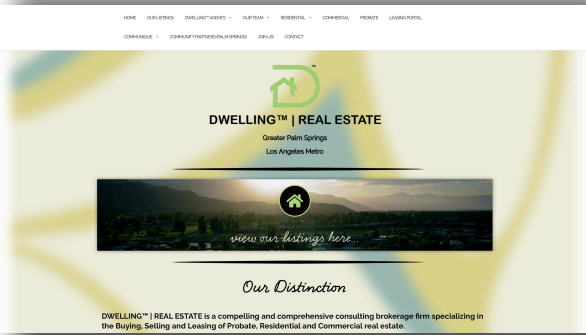 HOME OUR LISTINGS DWELLING™ AGENTS OUR TEAM RESIDENTIAL COMMERCIAL PROBATE LEASING PORTAL
COMMUNIQUE COMMUNITY PARTNERS (PALM SPRINGS) JOIN US! CONTACT
™
DWELLING™ | REAL ESTATE
Greater Palm Springs
Los Angeles Metro
view our listings here...
Our Distinction
DWELLING™ | REAL ESTATE is a compelling and comprehensive consulting brokerage firm specializing in
the Buying, Selling and Leasing of Probate, Residential and Commercial real estate.